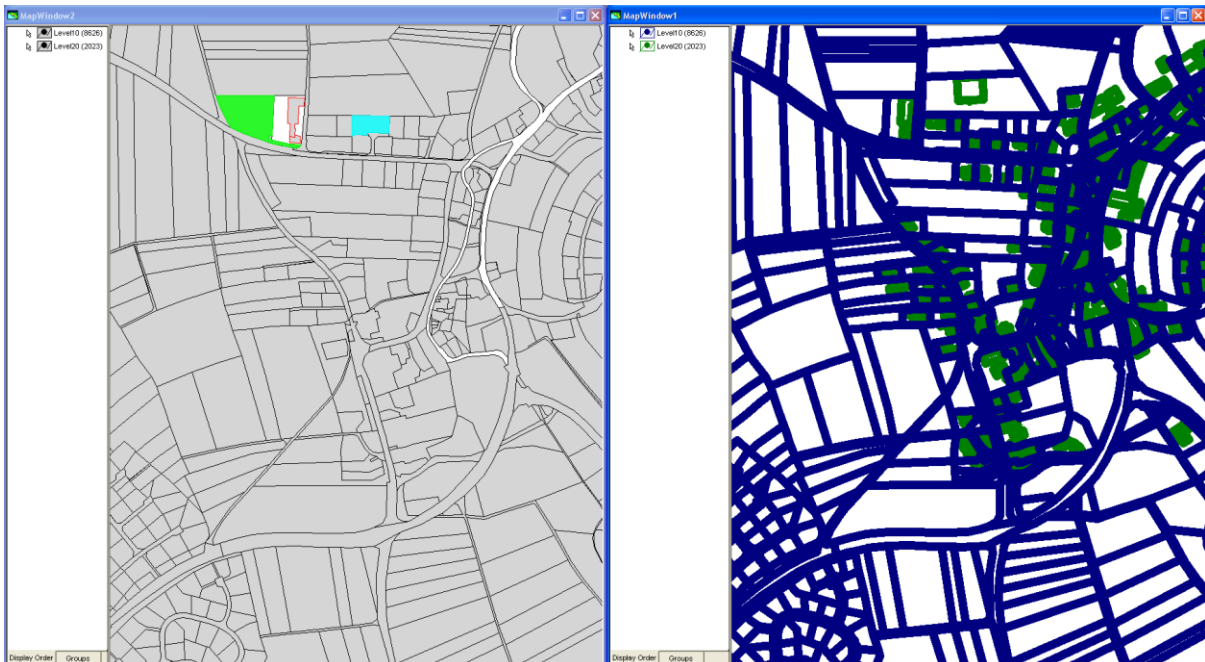 MapWindow2
Level10 (8626)
Level20 (2023)
Display Order Groups
MapWindow1
Level10 (8626)
Level20 (2023)
Display Order Groups